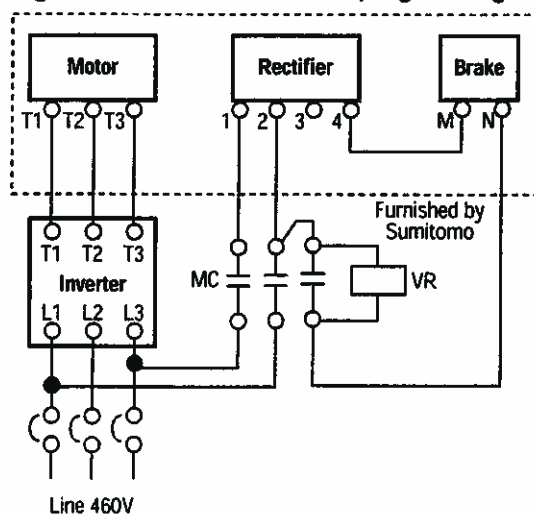 Motor
Rectifier
Brake
T1 T2 T3
1 2 3 4
M N
Furnished by
Sumitomo
T1 T2 T3
Inverter
MC
VR
L1 L2 L3
Line 460V